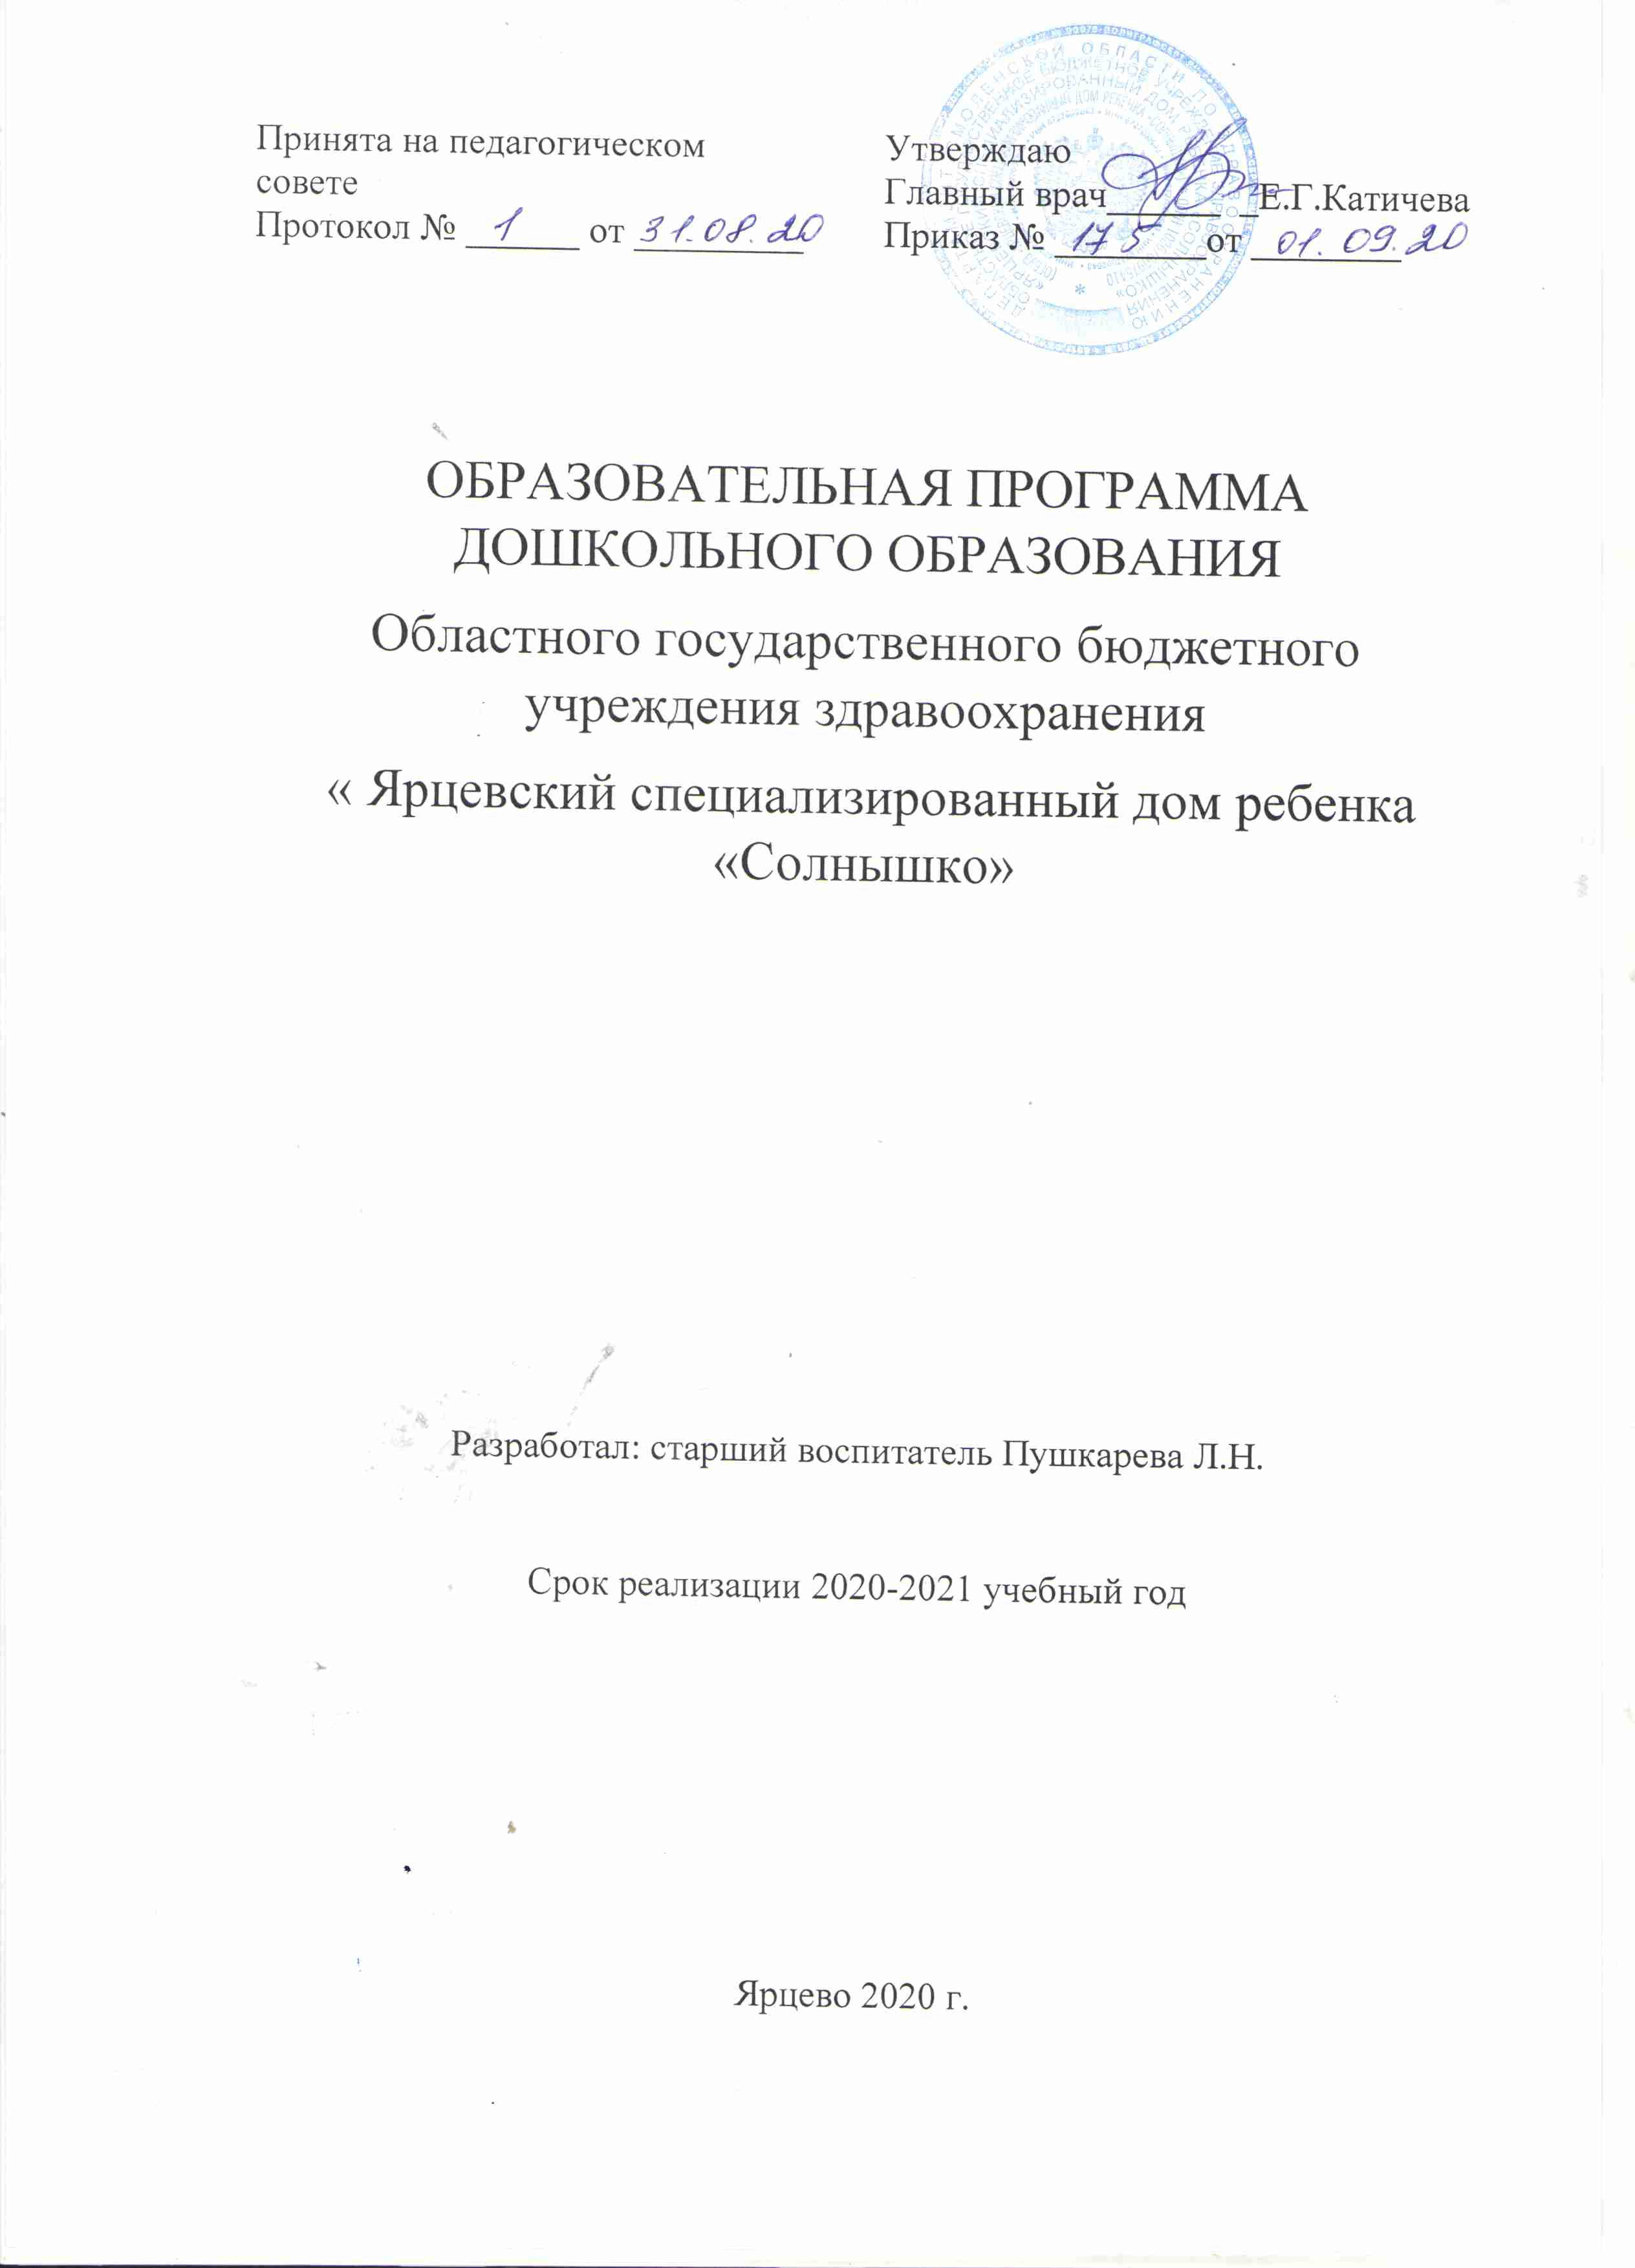 Принята на педагогическом
совете
Протокол № 1 от 31.08.20
Утверждаю
Главный врач Е.Г.Катичева
Приказ № 175 от 01.09.20
ОБРАЗОВАТЕЛЬНАЯ ПРОГРАММА
ДОШКОЛЬНОГО ОБРАЗОВАНИЯ
Областного государственного бюджетного
учреждения здравоохранения
« Ярцевский специализированный дом ребенка
«Солнышко»
Разработал: старший воспитатель Пушкарева Л.Н.
Срок реализации 2020-2021 учебный год
Ярцево 2020 г.